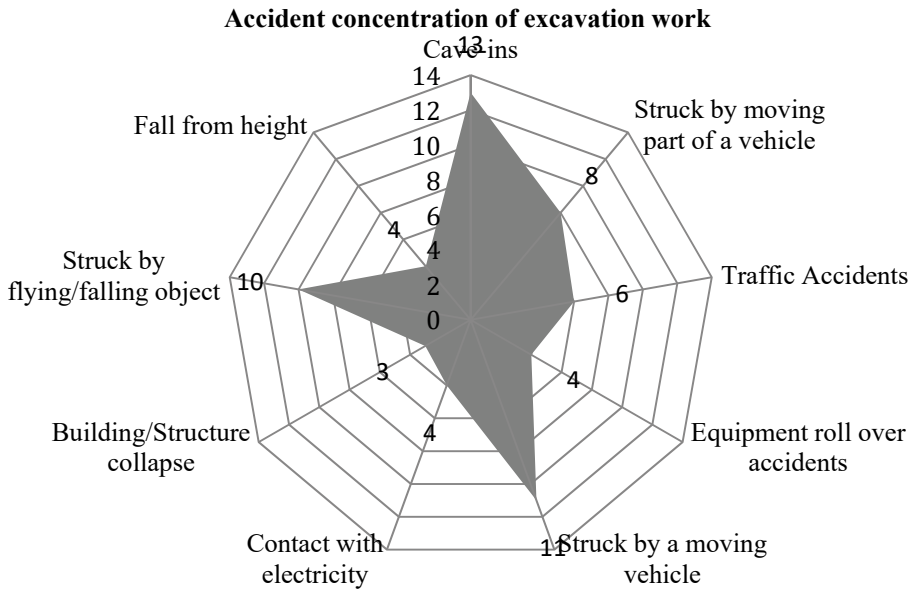 Accident concentration of excavation work
Cave-ins
13
14
12
10
8
6
4
2
0
Struck by moving
part of a vehicle
8
Traffic Accidents
6
Equipment roll over
accidents
4
Struck by a moving
vehicle
11
Contact with
electricity
4
Building/Structure
collapse
3
Struck by
flying/falling object
10
Fall from height
4